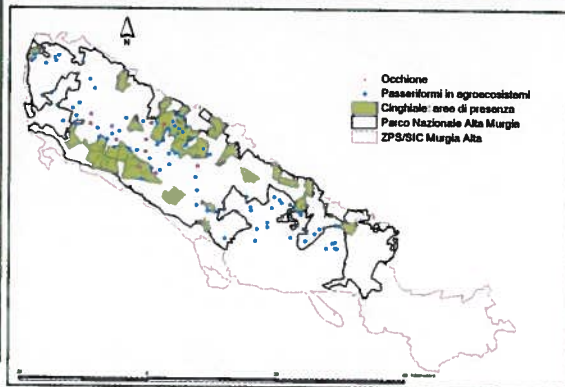 N
Occhione
Passeriformi in agroecosistemi
Cinghiale: aree di presenza
Parco Nazionale Alta Murgia
ZPS/SIC Murgia Alta